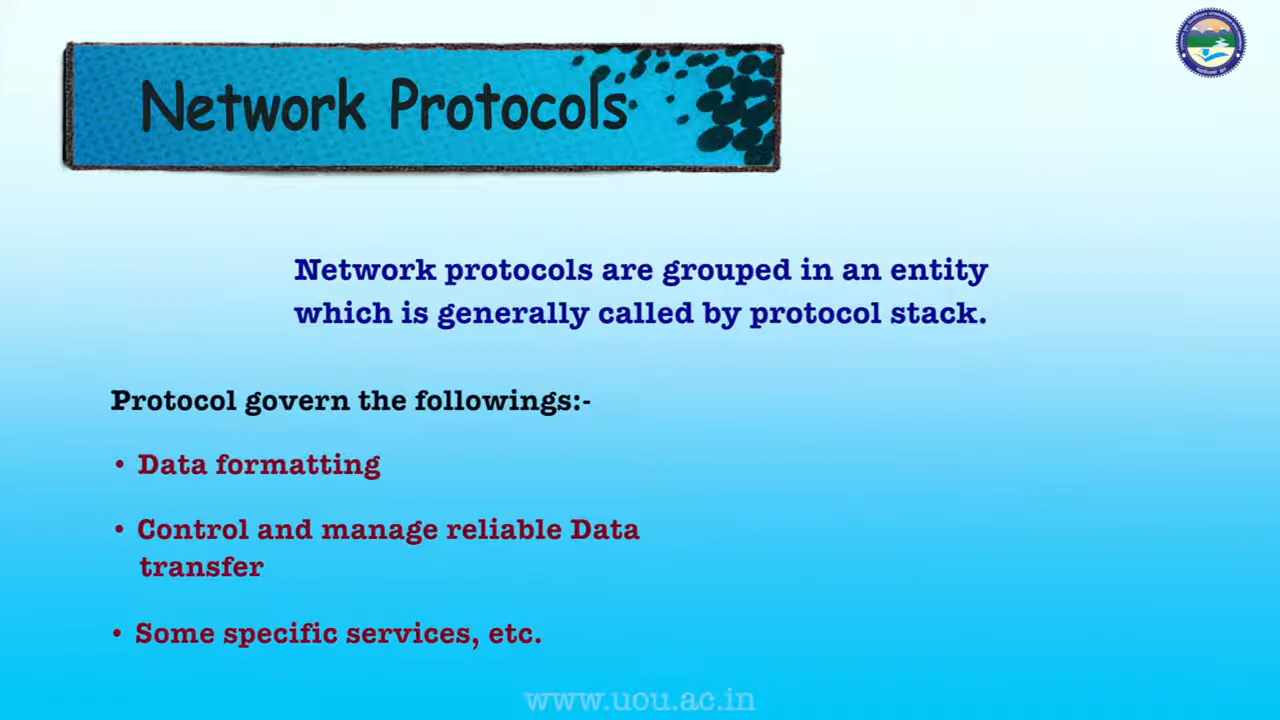 Network Protocols
Network protocols are grouped in an entity
which is generally called by protocol stack.
Protocol govern the followings:-
• Data formatting
• Control and manage reliable Data
transfer
• Some specific services, etc.
www.uou.ac.in